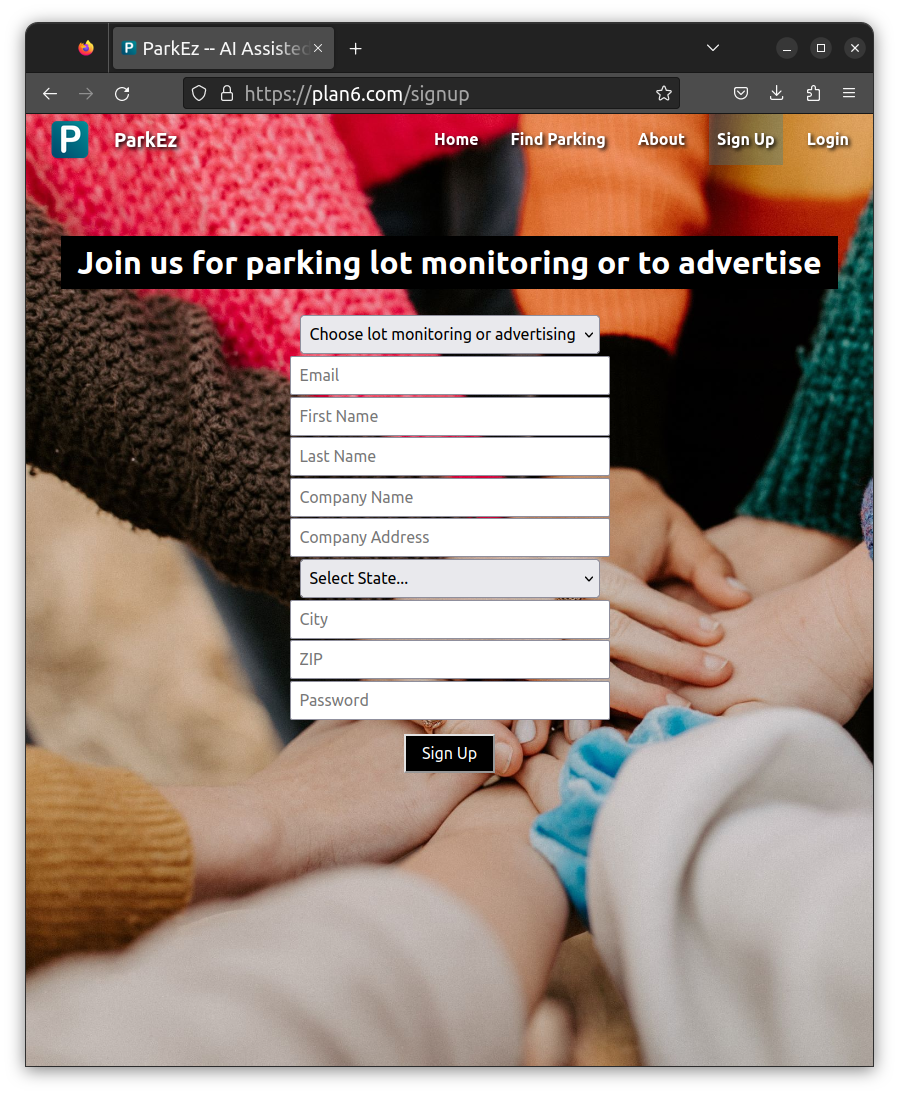 P ParkEz -- AI Assisted
https://plan6.com/signup
P ParkEz Home Find Parking About Sign Up Login
Join us for parking lot monitoring or to advertise
Choose lot monitoring or advertising
Email
First Name
Last Name
Company Name
Company Address
Select State...
City
ZIP
Password
Sign Up